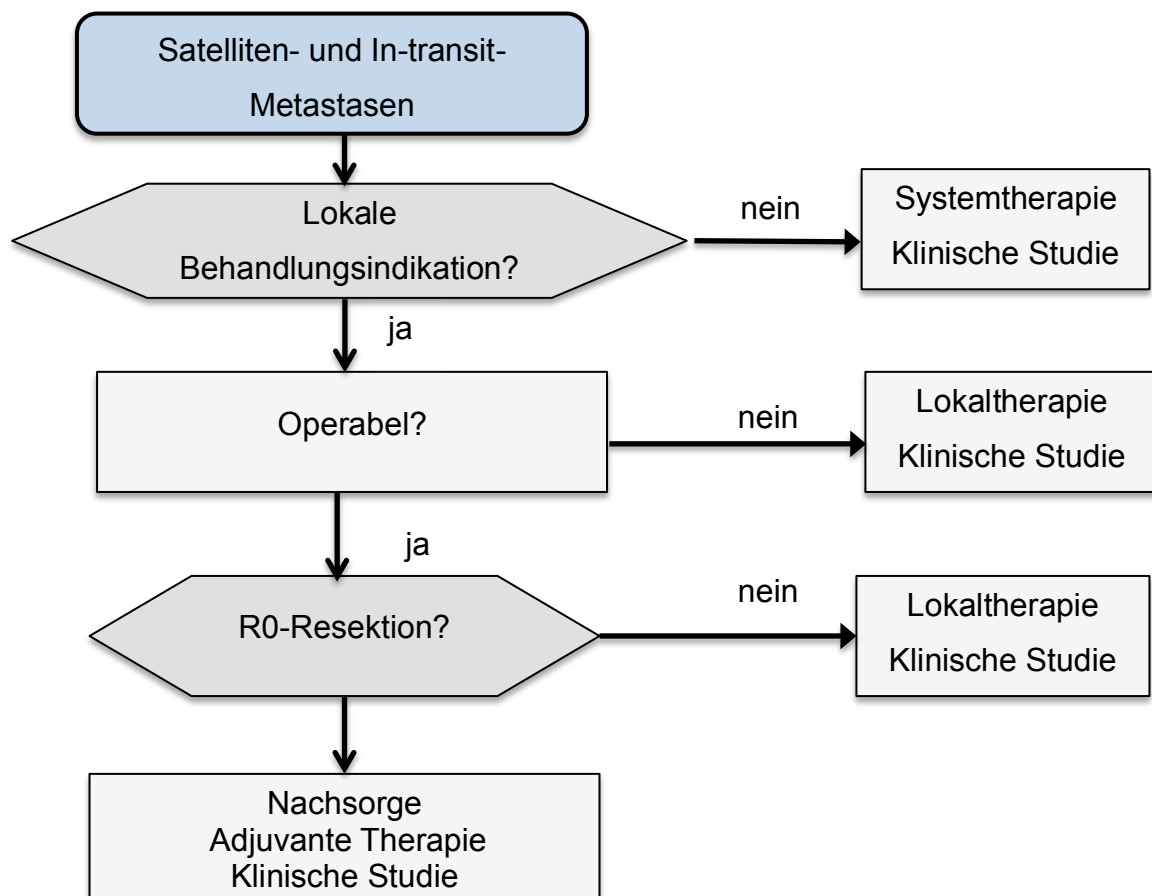 Satelliten- und In-transit-
Metastasen
Lokale
Behandlungsindikation?
nein
Systemtherapie
Klinische Studie
ja
Operabel?
nein
Lokaltherapie
Klinische Studie
ja
R0-Resektion?
nein
Lokaltherapie
Klinische Studie
Nachsorge
Adjuvante Therapie
Klinische Studie